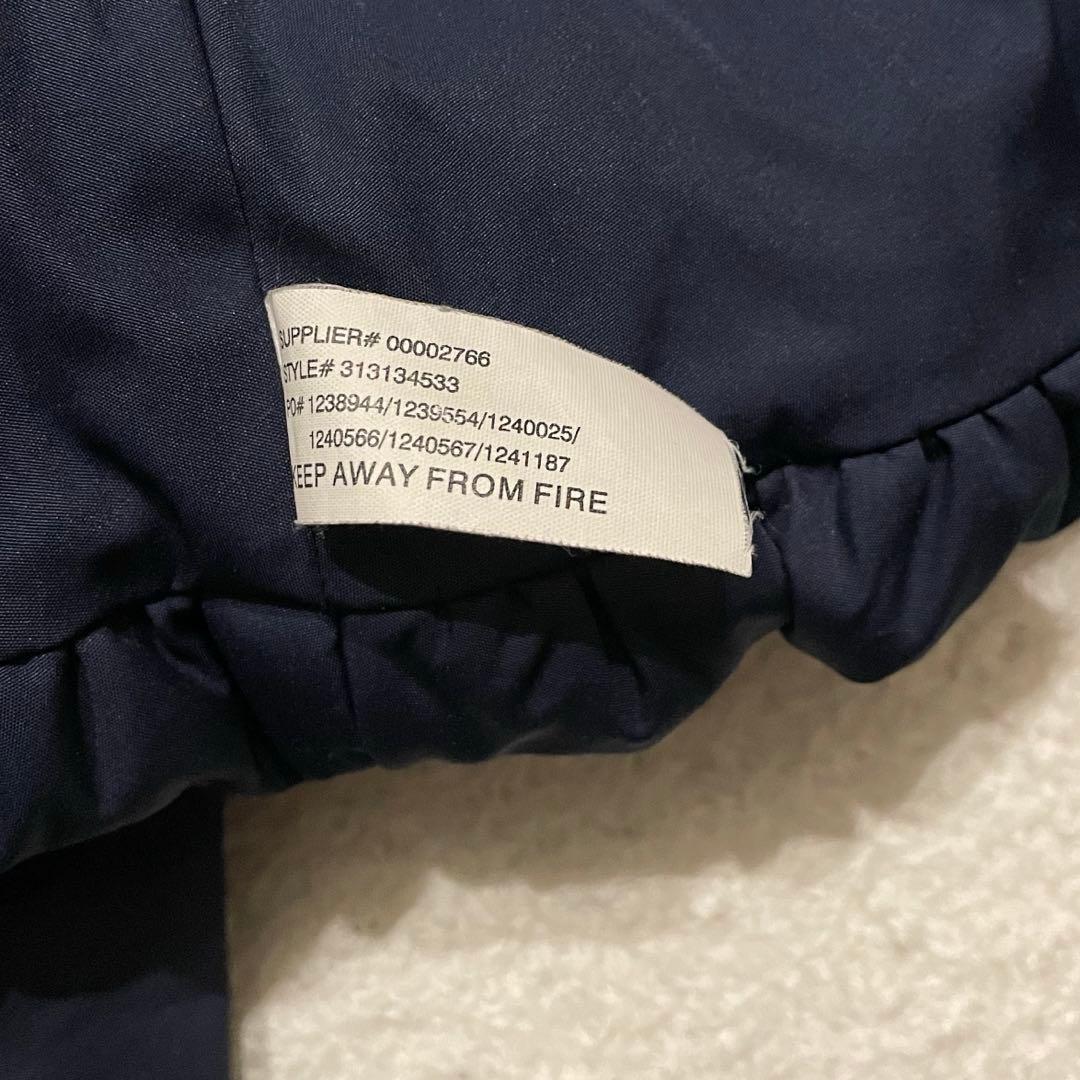 SUPPLIER# 00002766
STYLE# 313134533
PO# 1238944/1239554/1240025/
1240566/1240567/1241187
KEEP AWAY FROM FIRE